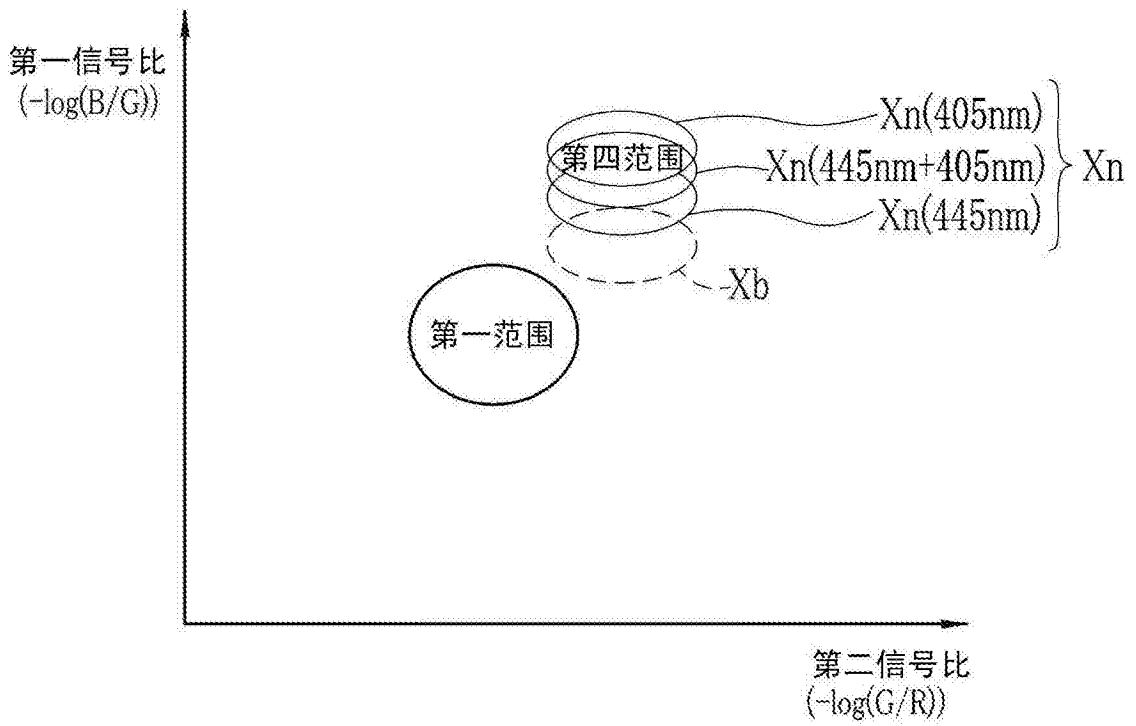 第一信号比
(-log(B/G))
Xn(405nm)
第四范围
Xn(445nm+405nm)
Xn
Xn(445nm)
Xb
第一范围
第二信号比
(-log(G/R))